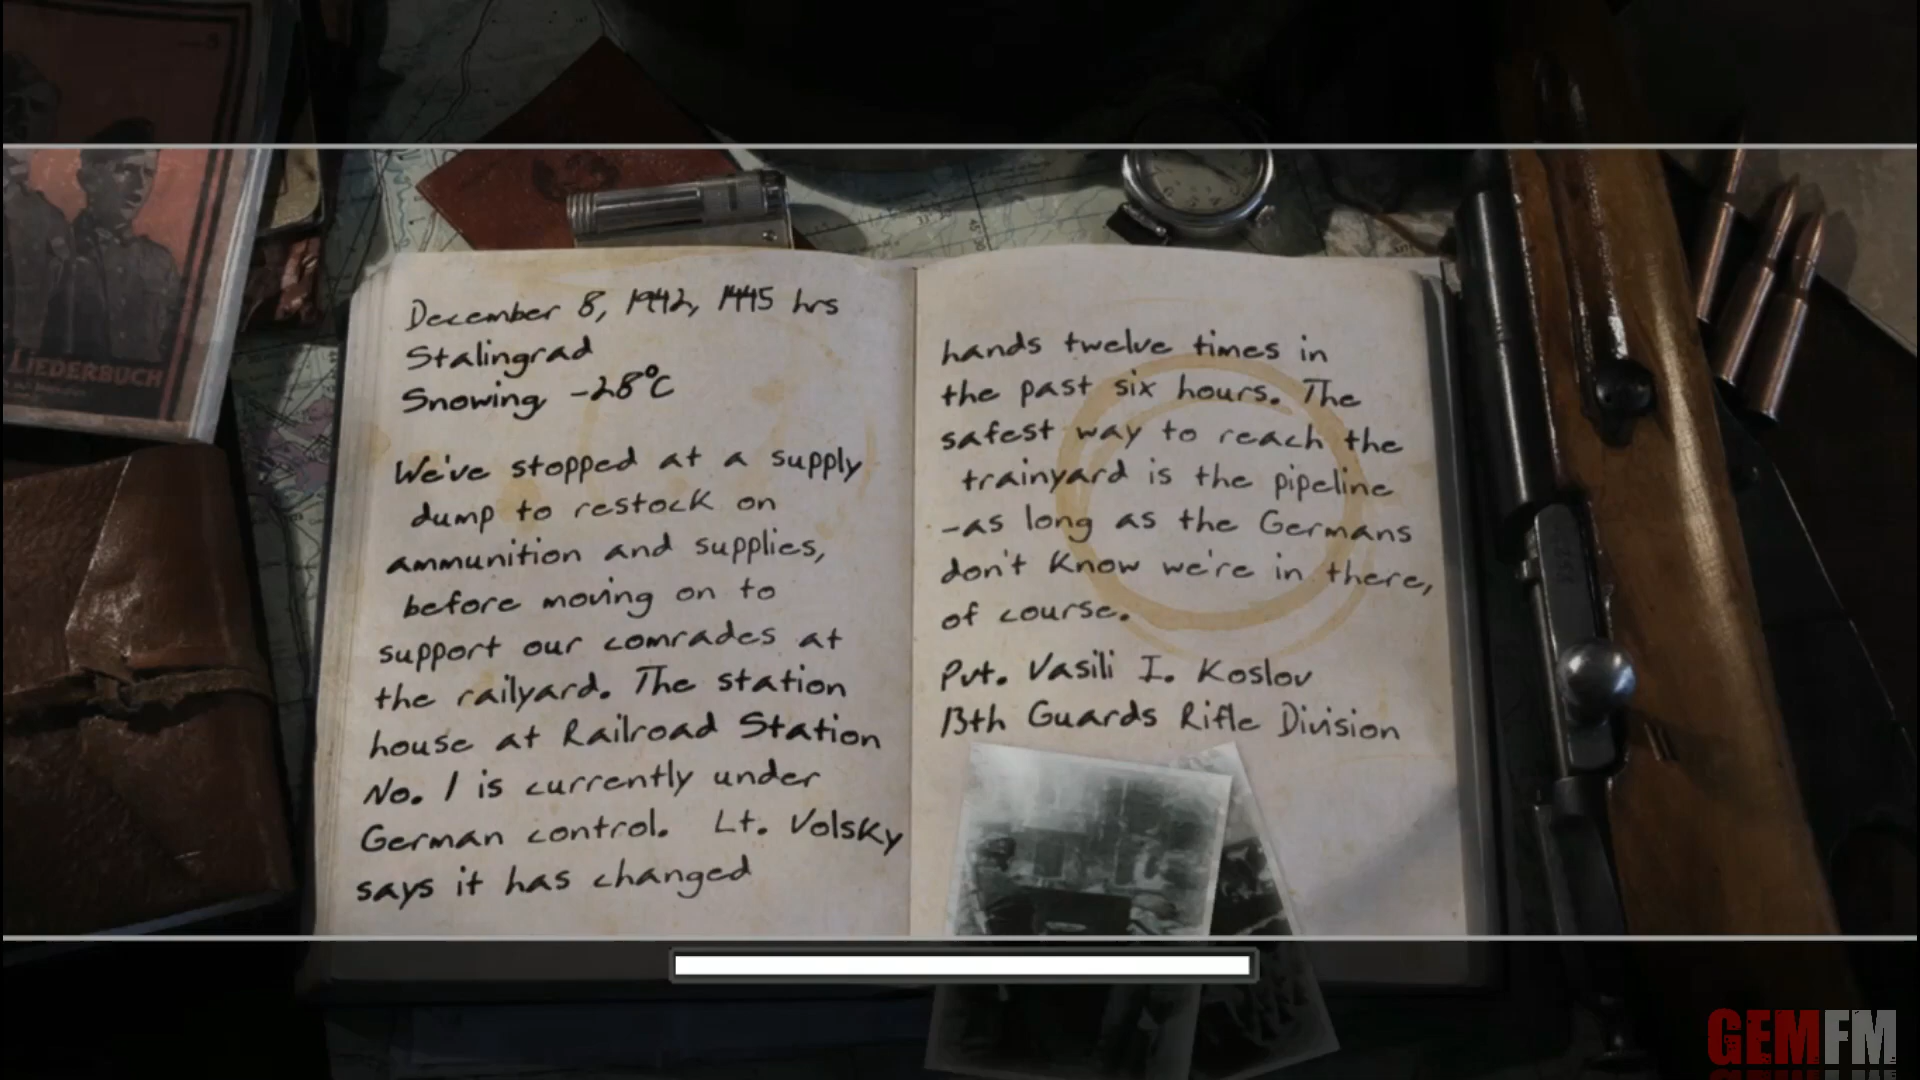 LIEDERBUCH
December 8, 1942, 1445 hrs
Stalingrad
Snowing -28°C
We've stopped at a supply
dump to restock on
ammunition and supplies,
before moving on to
support our comrades at
the railyard. The station
house at Railroad Station
No. 1 is currently under
German control. Lt. Volsky
says it has changed
hands twelve times in
the past six hours. The
safest way to reach the
trainyard is the pipeline
-as long as the Germans
don't know we're in there,
of course.
Pvt. Vasili I. Koslov
13th Guards Rifle Division
GEMFM